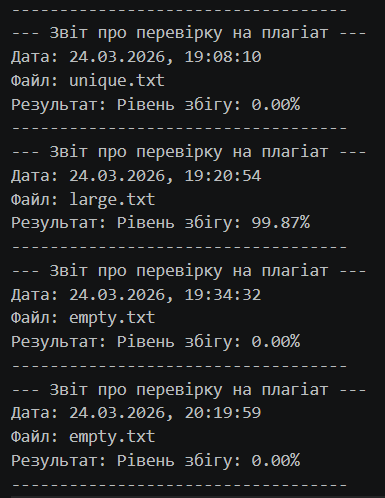 -----------------------------------
--- Звіт про перевірку на плагіат ---
Дата: 24.03.2026, 19:08:10
Файл: unique.txt
Результат: Рівень збігу: 0.00%
-----------------------------------
--- Звіт про перевірку на плагіат ---
Дата: 24.03.2026, 19:20:54
Файл: large.txt
Результат: Рівень збігу: 99.87%
-----------------------------------
--- Звіт про перевірку на плагіат ---
Дата: 24.03.2026, 19:34:32
Файл: empty.txt
Результат: Рівень збігу: 0.00%
-----------------------------------
--- Звіт про перевірку на плагіат ---
Дата: 24.03.2026, 20:19:59
Файл: empty.txt
Результат: Рівень збігу: 0.00%
-----------------------------------